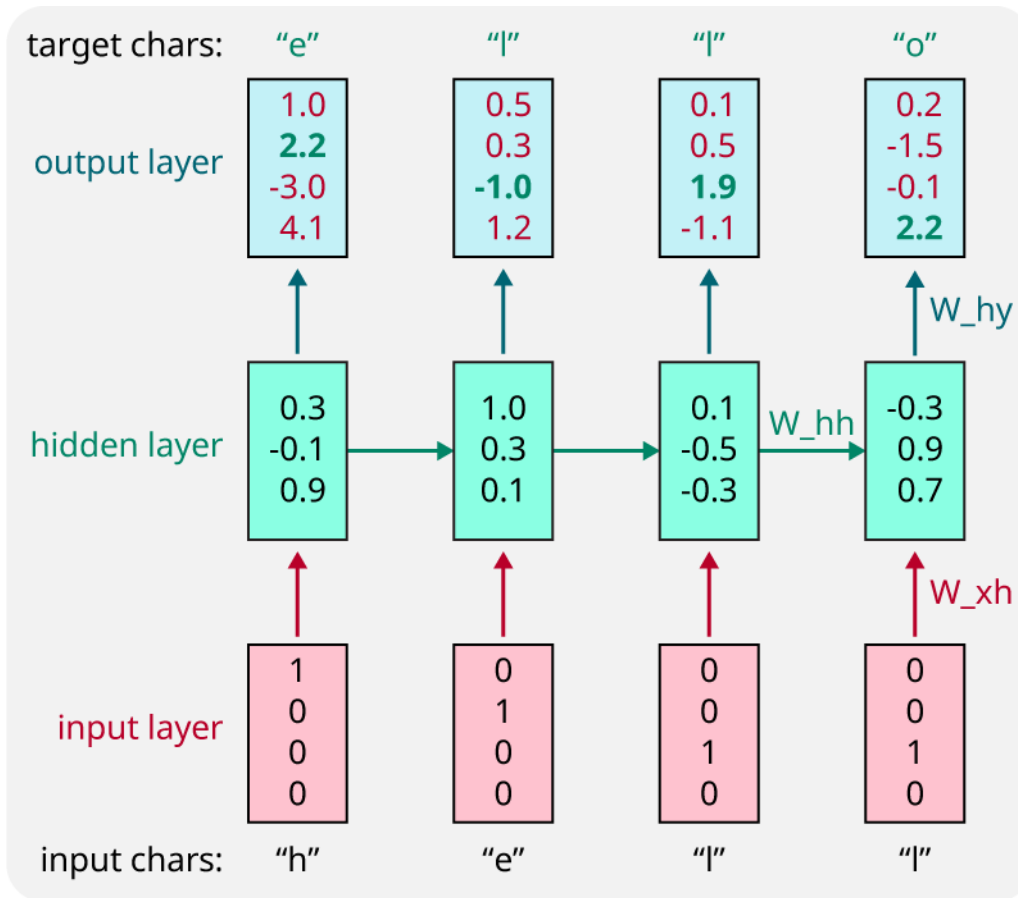 target chars: “e” “l” “l” “o”
1.0 0.5 0.1 0.2
2.2 0.3 0.5 -1.5
output layer
-3.0 -1.0 1.9 -0.1
4.1 1.2 -1.1 2.2
W_hy
0.3 1.0 0.1 -0.3
W_hh
hidden layer
-0.1 0.3 -0.5 0.9
0.9 0.1 -0.3 0.7
W_xh
1 0 0 0
0 1 0 0
input layer
0 0 1 1
0 0 0 0
input chars: “h” “e” “l” “l”